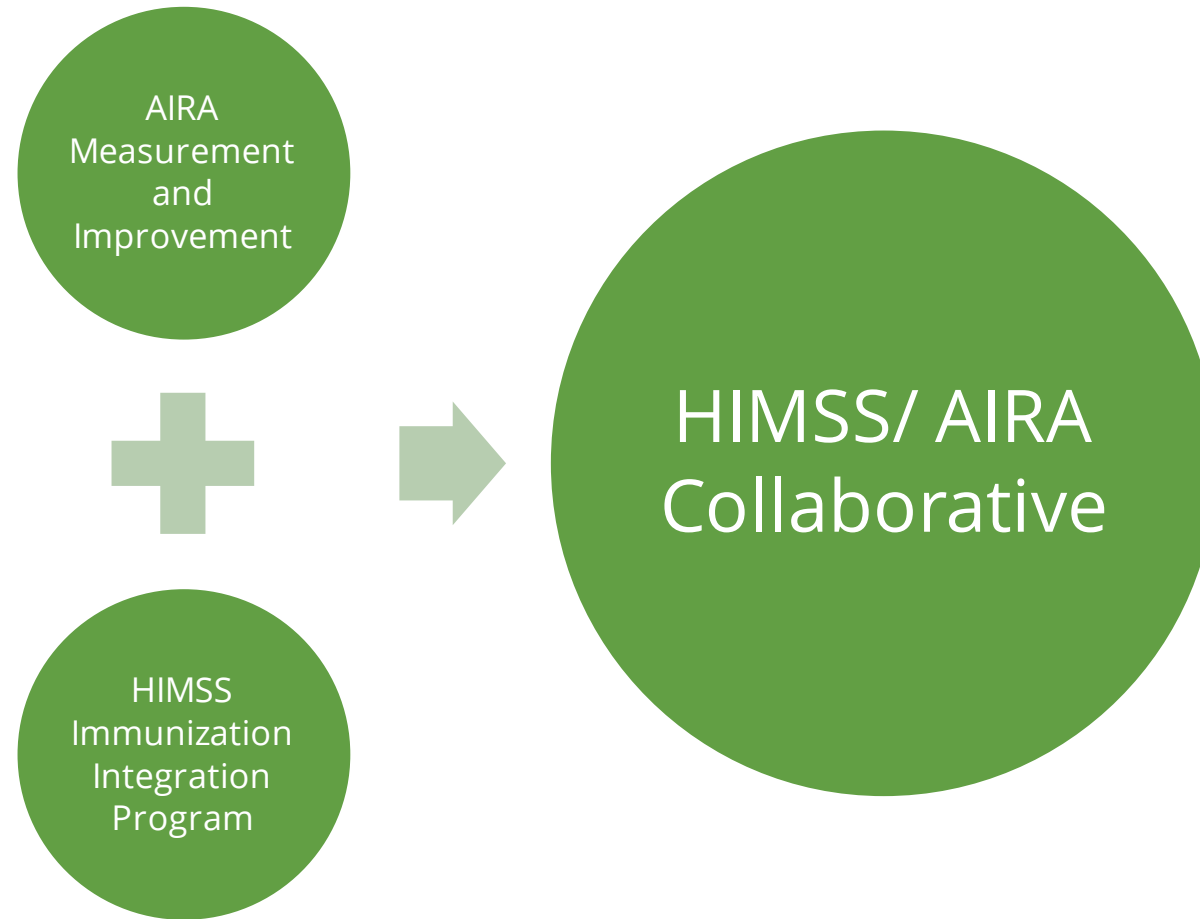 AIRA
Measurement
and
Improvement
HIMSS
Immunization
Integration
Program
HIMSS/ AIRA
Collaborative